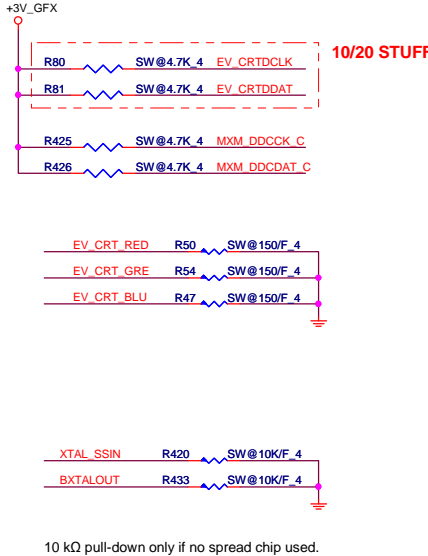 +3V_GFX
10/20 STUFF
R80 SW@4.7K_4 EV_CRTDCLK
R81 SW@4.7K_4 EV_CRTDDAT
R425 SW@4.7K_4 MXM_DDCCK_C
R426 SW@4.7K_4 MXM_DDCDAT_C
EV_CRT_RED R50 SW@150/F_4
EV_CRT_GRE R54 SW@150/F_4
EV_CRT_BLU R47 SW@150/F_4
XTAL_SSIN R420 SW@10K/F_4
BXTALOUT R433 SW@10K/F_4
10 kΩ pull-down only if no spread chip used.